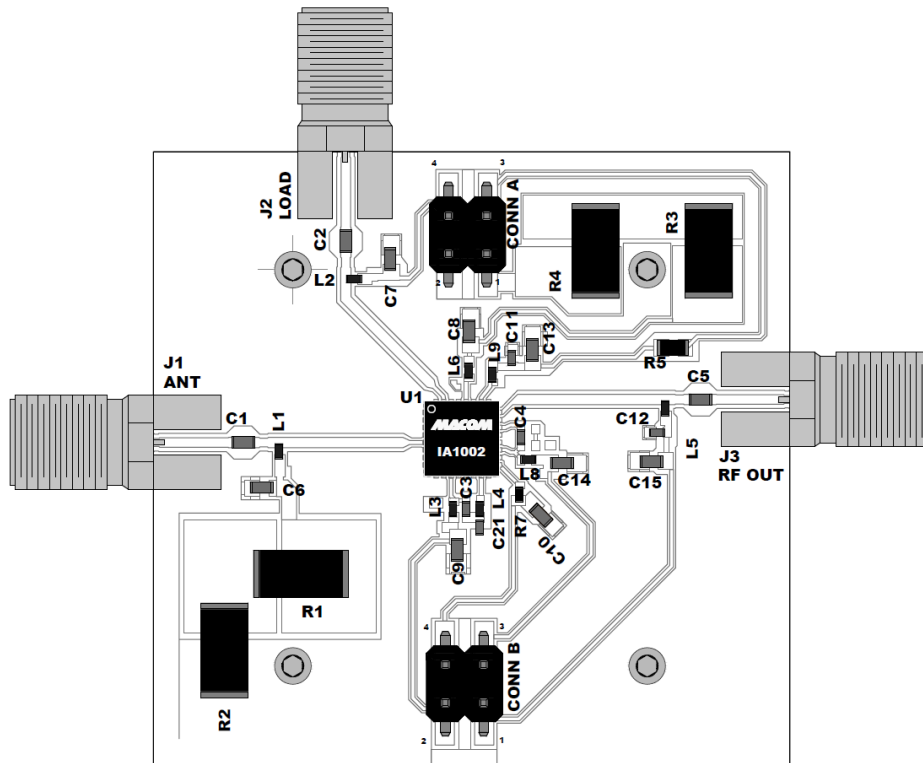 J2
LOAD
C2
L2
C7
4
3
CONN A
2
1
R4
R3
C8
C11
C13
L6
L9
R5
J1
ANT
C1
L1
C6
U1
MACOM
IA1002
C4
C5
C12
L5
J3
RF OUT
L8
C14
C15
L3
C3
L4
C21
R7
C10
C9
R1
R2
4
3
CONN B
2
1